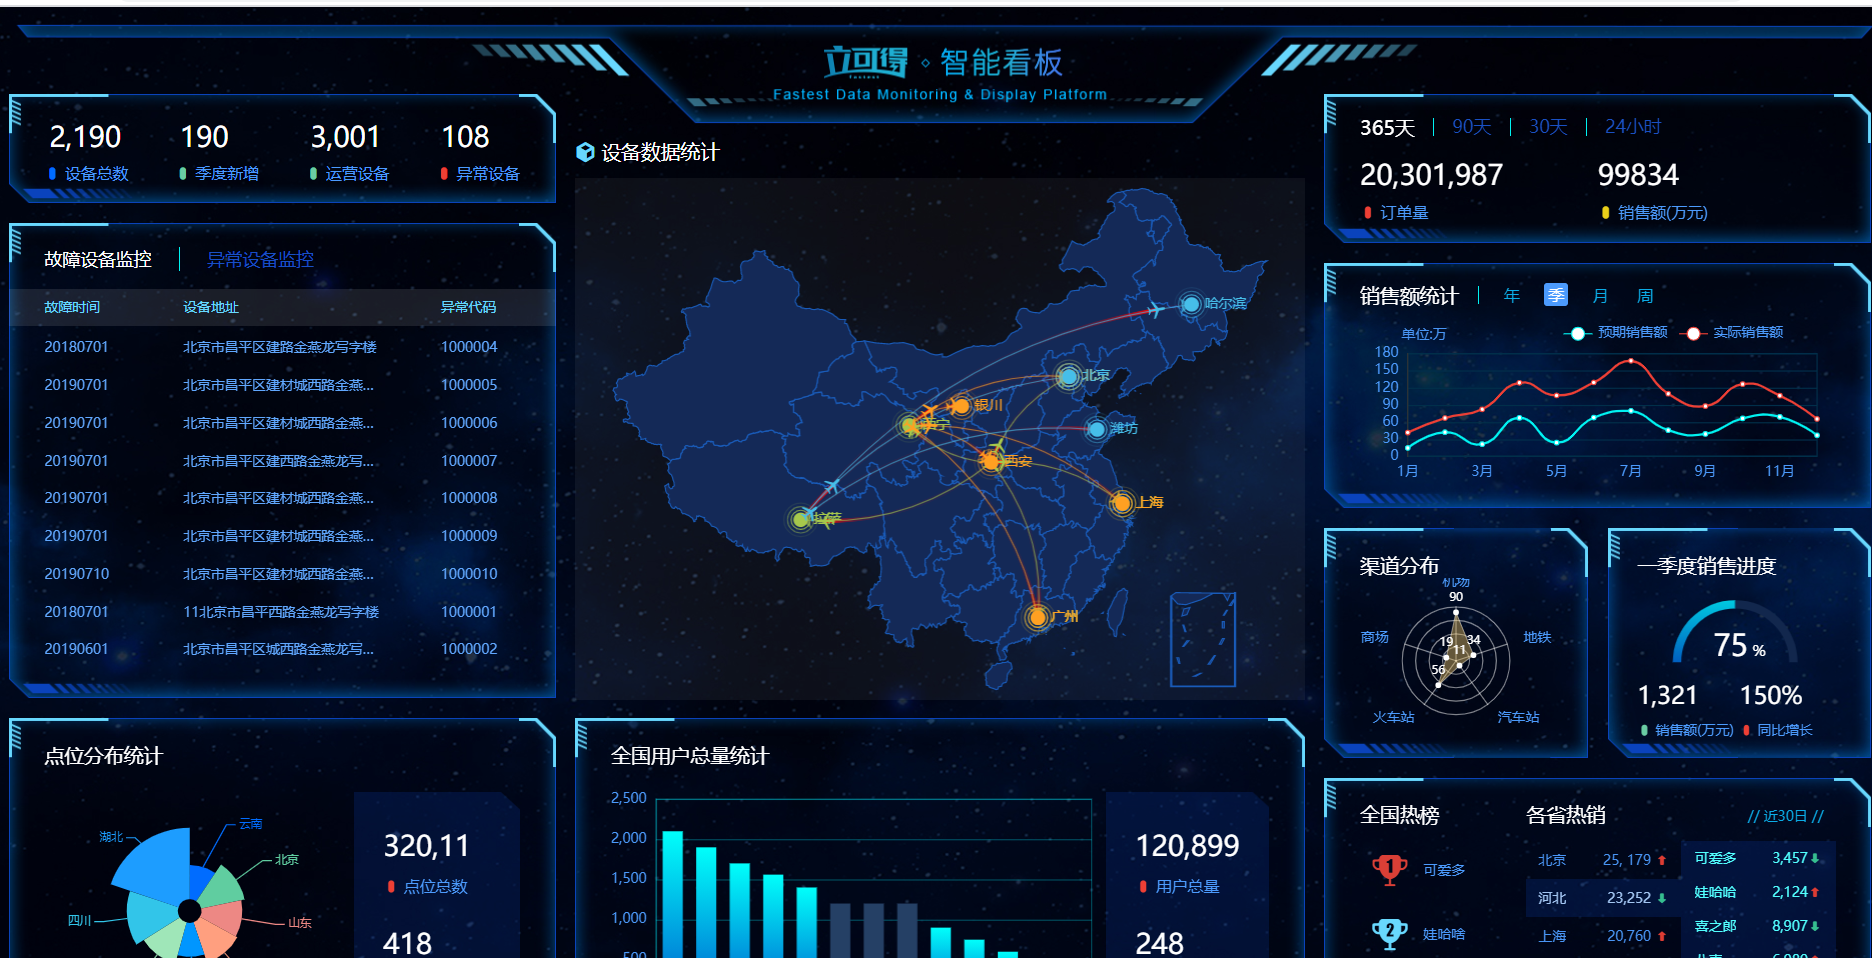 立可得 · 智能看板
Fastest Data Monitoring & Display Platform
2,190
190
3,001
108
设备总数
季度新增
运营设备
异常设备
故障设备监控
异常设备监控
故障时间 设备地址 异常代码
20180701 北京市昌平区建路金燕龙写字楼 1000004
20190701 北京市昌平区建材城西路金燕... 1000005
20190701 北京市昌平区建材城西路金燕... 1000006
20190701 北京市昌平区建西路金燕龙写... 1000007
20190701 北京市昌平区建材城西路金燕... 1000008
20190701 北京市昌平区建材城西路金燕... 1000009
20190710 北京市昌平区建材城西路金燕... 1000010
20180701 11北京市昌平西路金燕龙写字楼 1000001
20190601 北京市昌平区城西路金燕龙写... 1000002
点位分布统计
云南
湖北
北京
四川
山东
320,11
点位总数
418
设备数据统计
哈尔滨
北京
银川
西宁
潍坊
西安
上海
拉萨
广州
全国用户总量统计
2,500
2,000
1,500
1,000
120,899
用户总量
248
365天
90天
30天
24小时
20,301,987
99834
订单量
销售额(万元)
销售额统计
年
季
月
周
单位:万
预期销售额
实际销售额
180
150
120
90
60
30
0
1月
3月
5月
7月
9月
11月
渠道分布
机场
90
商场
地铁
19
34
11
56
火车站
汽车站
一季度销售进度
75 %
1,321
150%
销售额(万元)
同比增长
全国热榜
1
可爱多
2
娃哈啥
各省热销
// 近30日 //
北京 25, 179
河北 23,252
上海 20,760
可爱多 3,457
娃哈哈 2,124
喜之郎 8,907